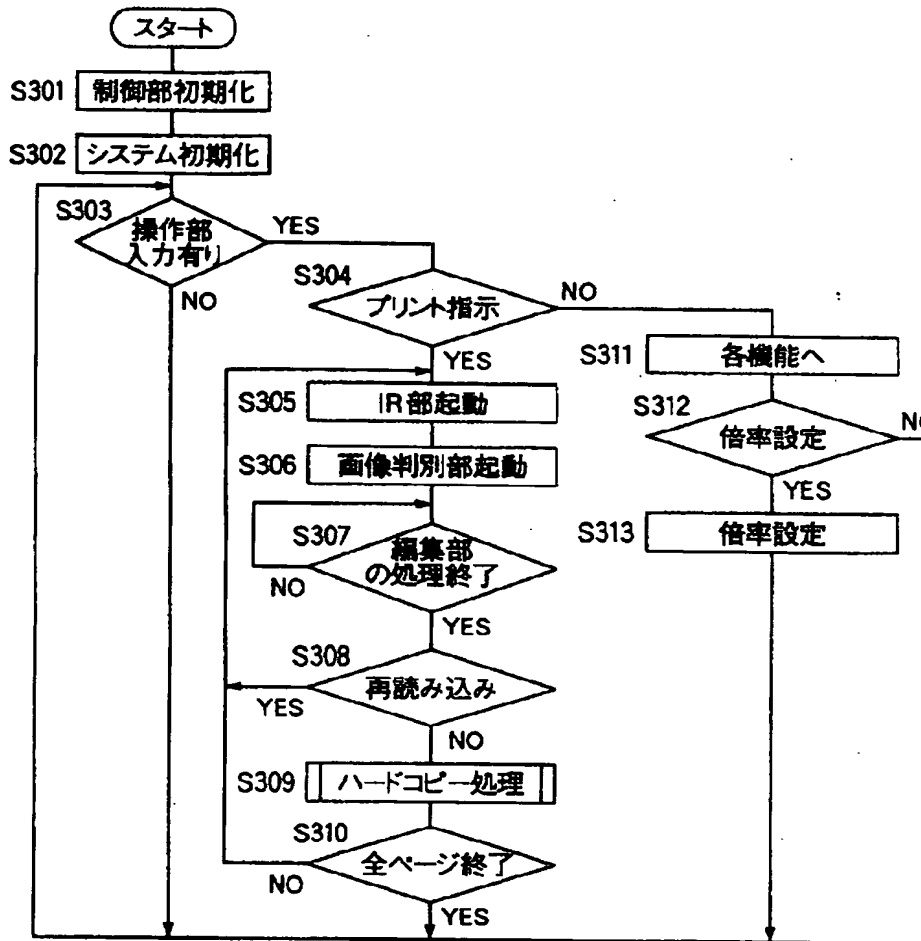 スタート
S301
制御部初期化
S302
システム初期化
S303
操作部
入力有り
YES
NO
S304
プリント指示
NO
YES
S305
IR部起動
S306
画像判別部起動
S307
編集部
の処理終了
NO
YES
S308
再読み込み
YES
NO
S309
ハードコピー処理
S310
全ページ終了
NO
YES
S311
各機能へ
S312
倍率設定
NO
YES
S313
倍率設定